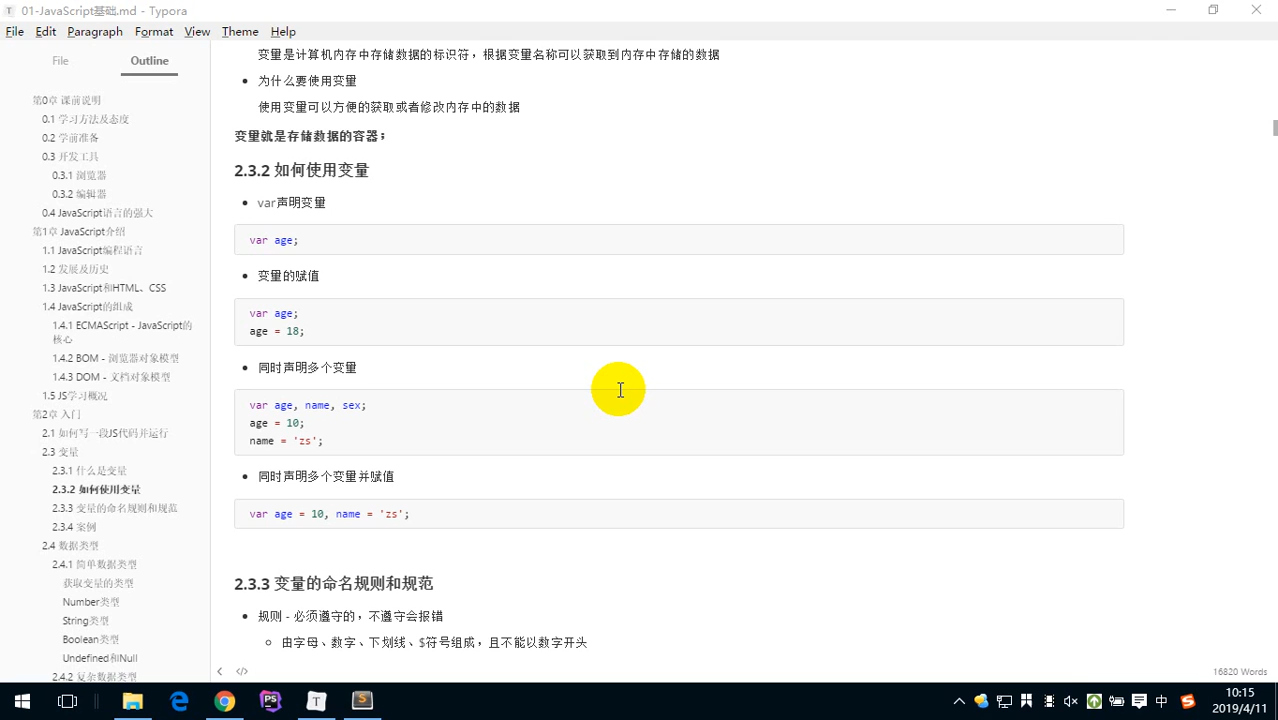 01-JavaScript基础.md - Typora
File Edit Paragraph Format View Theme Help
File Outline
第0章 课前说明
0.1 学习方法及态度
0.2 学前准备
0.3 开发工具
0.3.1 浏览器
0.3.2 编辑器
0.4 JavaScript语言的强大
第1章 JavaScript介绍
1.1 JavaScript编程语言
1.2 发展及历史
1.3 JavaScript和HTML、CSS
1.4 JavaScript的组成
1.4.1 ECMAScript - JavaScript的
核心
1.4.2 BOM - 浏览器对象模型
1.4.3 DOM - 文档对象模型
1.5 JS学习概况
第2章 入门
2.1 如何写一段JS代码并运行
2.3 变量
2.3.1 什么是变量
2.3.2 如何使用变量
2.3.3 变量的命名规则和规范
2.3.4 案例
2.4 数据类型
2.4.1 简单数据类型
获取变量的类型
Number类型
String类型
Boolean类型
Undefined和Null
2.4.2 复杂数据类型
变量是计算机内存中存储数据的标识符，根据变量名称可以获取到内存中存储的数据
为什么要使用变量
使用变量可以方便的获取或者修改内存中的数据
变量就是存储数据的容器；
2.3.2 如何使用变量
var声明变量
var age;
变量的赋值
var age;
age = 18;
同时声明多个变量
var age, name, sex;
age = 10;
name = 'zs';
同时声明多个变量并赋值
var age = 10, name = 'zs';
2.3.3 变量的命名规则和规范
规则 - 必须遵守的，不遵守会报错
由字母、数字、下划线、$符号组成，且不能以数字开头
16820 Words
中
10:15
2019/4/11